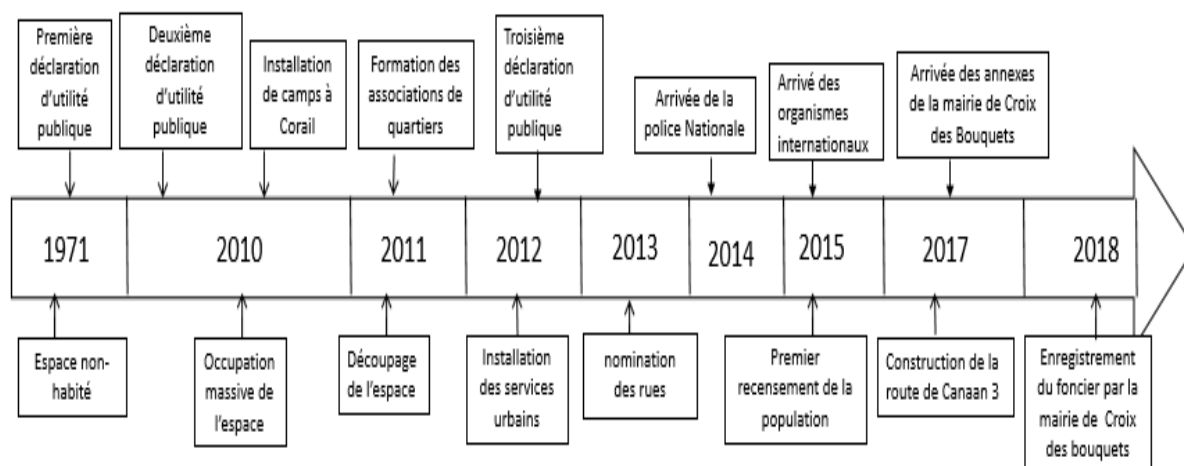 Première
déclaration
d'utilité
publique
Deuxième
déclaration
d'utilité
publique
Installation
de camps à
Corail
Formation des
associations de
quartiers
Troisième
déclaration
d'utilité
publique
Arrivée de la
police Nationale
Arrivé des
organismes
internationaux
Arrivée des annexes
de la mairie de Croix
des Bouquets
1971
2010
2011
2012
2013
2014
2015
2017
2018
Espace non-
habité
Occupation
massive de
l'espace
Découpage
de l'espace
Installation
des services
urbains
nomination
des rues
Premier
recensement de la
population
Construction de la
route de Canaan 3
Enregistrement
du foncier par la
mairie de Croix
des bouquets